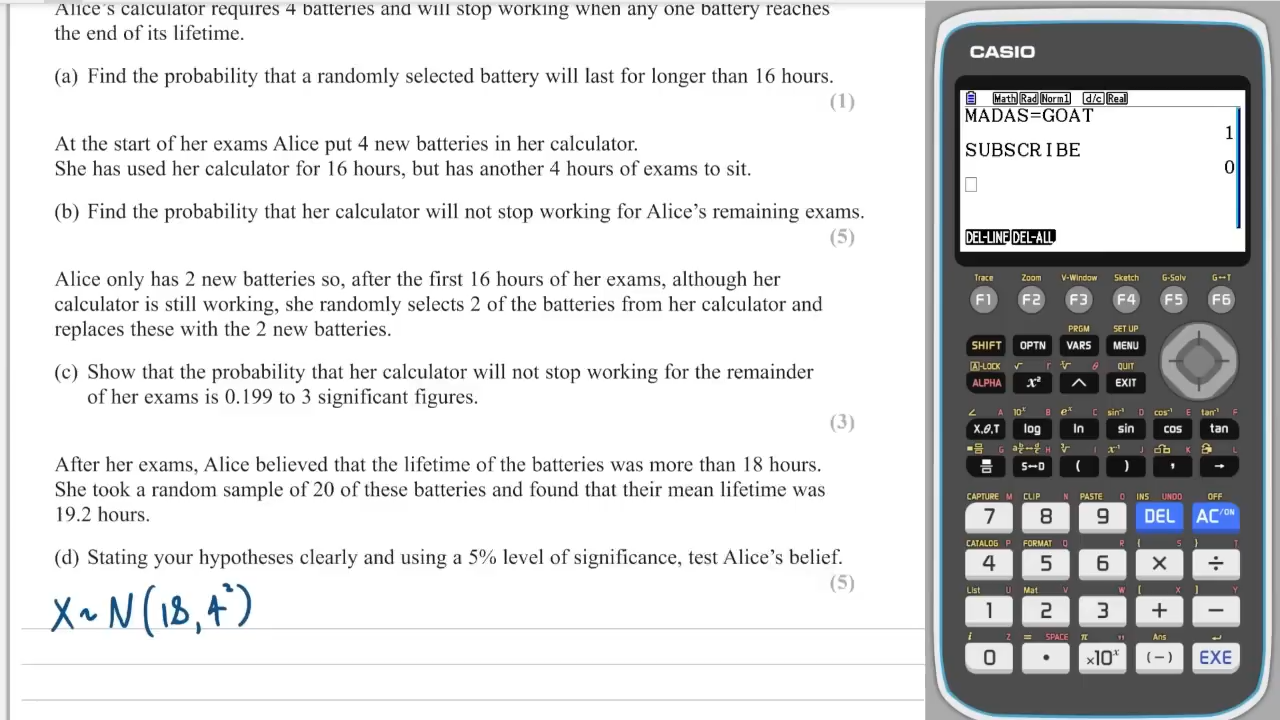 Alice's calculator requires 4 batteries and will stop working when any one battery reaches
the end of its lifetime.
(a) Find the probability that a randomly selected battery will last for longer than 16 hours.
(1)
At the start of her exams Alice put 4 new batteries in her calculator.
She has used her calculator for 16 hours, but has another 4 hours of exams to sit.
(b) Find the probability that her calculator will not stop working for Alice's remaining exams.
(5)
Alice only has 2 new batteries so, after the first 16 hours of her exams, although her
calculator is still working, she randomly selects 2 of the batteries from her calculator and
replaces these with the 2 new batteries.
(c) Show that the probability that her calculator will not stop working for the remainder
of her exams is 0.199 to 3 significant figures.
(3)
After her exams, Alice believed that the lifetime of the batteries was more than 18 hours.
She took a random sample of 20 of these batteries and found that their mean lifetime was
19.2 hours.
(d) Stating your hypotheses clearly and using a 5% level of significance, test Alice's belief.
(5)
X ~ N(18, 4²)
CASIO
Math Rad Norm1 d/c Real
MADAS=GOAT
1
SUBSCRIBE
0
DEL-LINE DEL-ALL
Trace Zoom V-Window Sketch G-Solv G↔T
F1 F2 F3 F4 F5 F6
PRGM SET UP
SHIFT OPTN VARS MENU
A-LOCK √ r ˣ√ θ QUIT
ALPHA x² ^ EXIT
∠ A 10ˣ B eˣ C sin⁻¹ D cos⁻¹ E tan⁻¹ F
X,θ,T log ln sin cos tan
G H ³√ I x⁻¹ J K L
S↔D ( ) , →
CAPTURE M CLIP N PASTE O INS UNDO OFF
7 8 9 DEL AC/ON
CATALOG P FORMAT Q R { S } T
4 5 6 × ÷
List U Mat V W [ X ] Y
1 2 3 + −
i Z = SPACE π " Ans ↵
0 . ×10ˣ (−) EXE